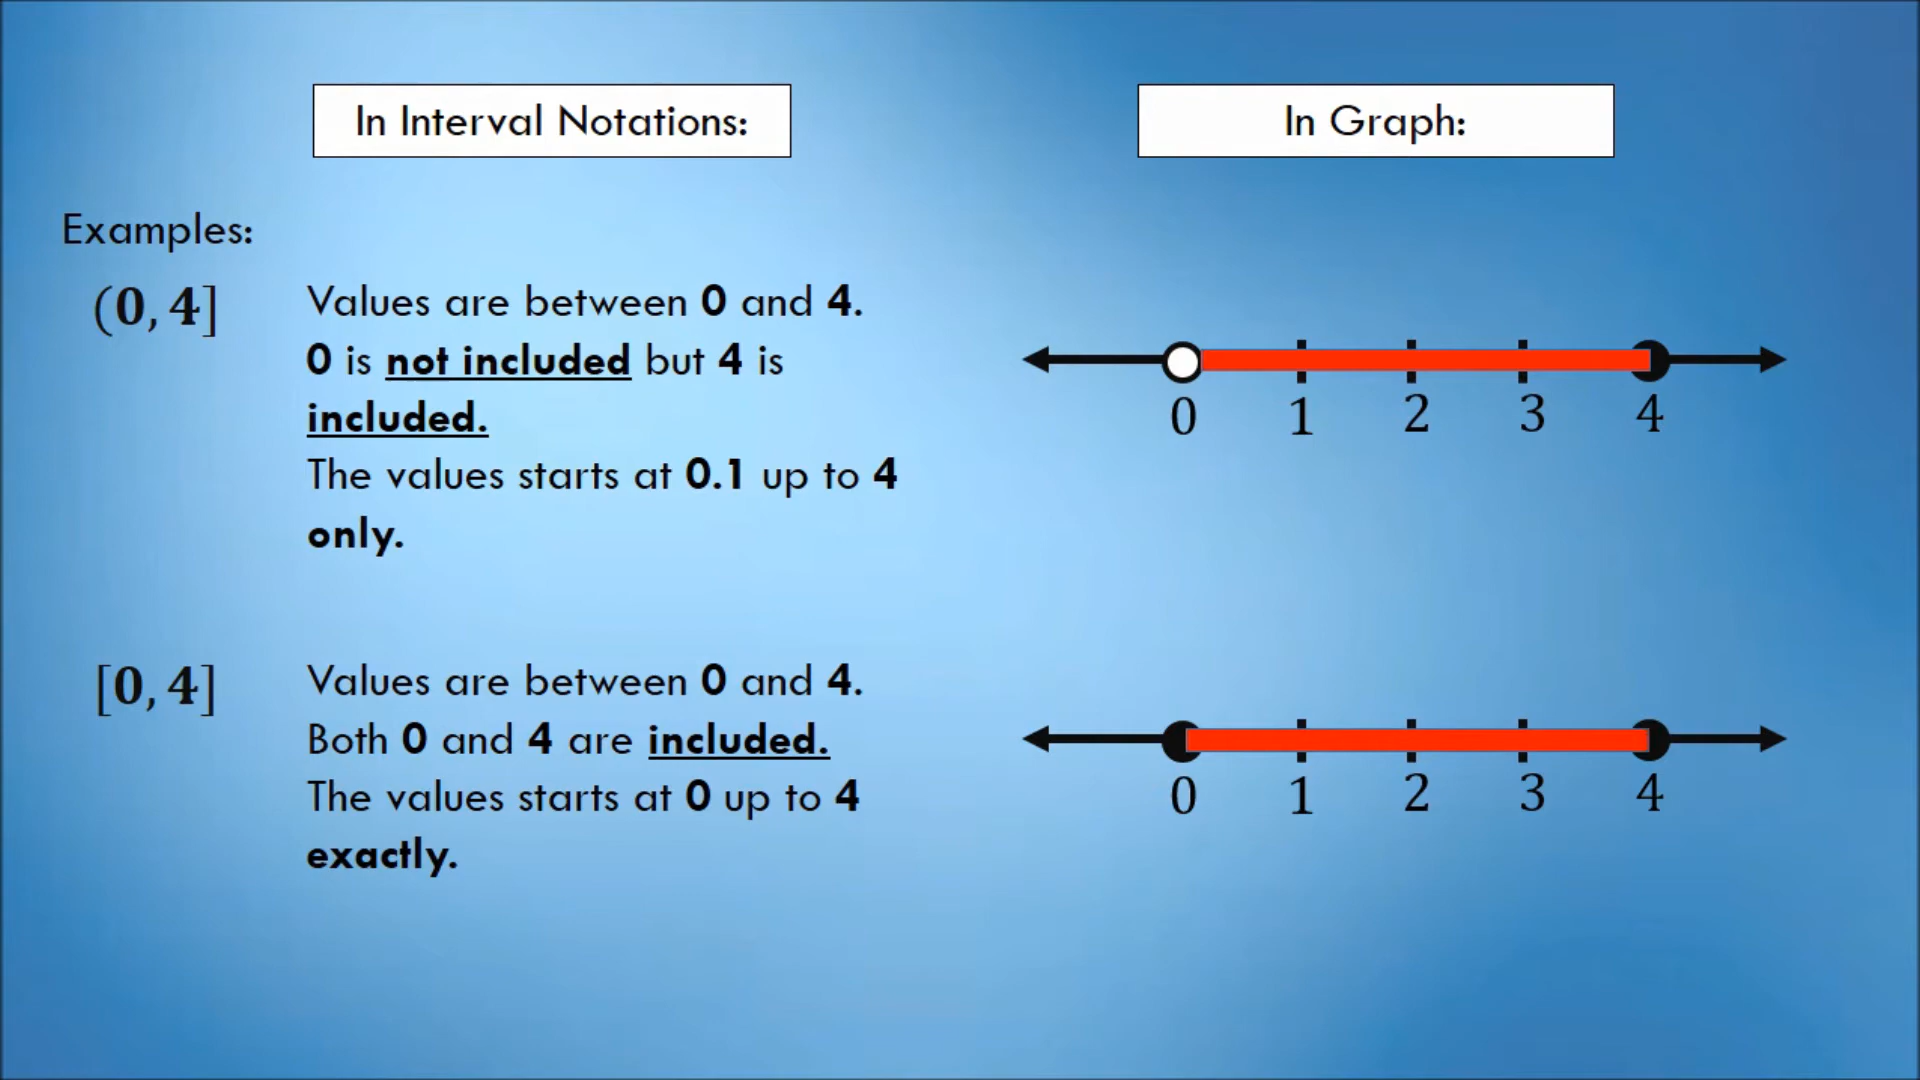 In Interval Notations:
In Graph:
Examples:
(0, 4]
Values are between 0 and 4.
0 is not included but 4 is
included.
The values starts at 0.1 up to 4
only.
0 1 2 3 4
[0, 4]
Values are between 0 and 4.
Both 0 and 4 are included.
The values starts at 0 up to 4
exactly.
0 1 2 3 4